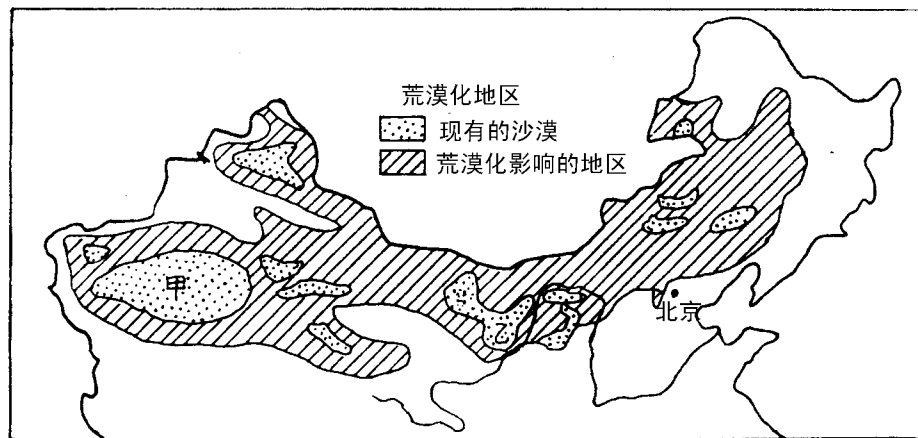 荒漠化地区
现有的沙漠
荒漠化影响的地区
甲
乙
北京